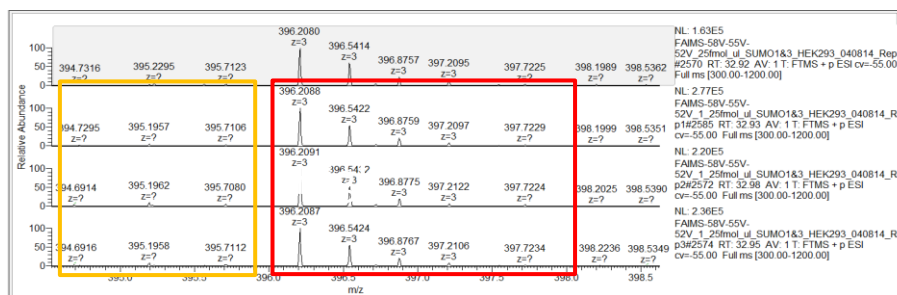 NL: 1.63E5
FAIMS-58V-55V-
52V_25fmol_ul_SUMO1&3_HEK293_040814_Rep
#2570 RT: 32.92 AV: 1 T: FTMS + p ESI cv=-55.00
Full ms [300.00-1200.00]
NL: 2.77E5
FAIMS-58V-55V-
52V_1_25fmol_ul_SUMO1&3_HEK293_040814_R
p1#2585 RT: 32.93 AV: 1 T: FTMS + p ESI
cv=-55.00 Full ms [300.00-1200.00]
NL: 2.20E5
FAIMS-58V-55V-
52V_1_25fmol_ul_SUMO1&3_HEK293_040814_R
p2#2572 RT: 32.98 AV: 1 T: FTMS + p ESI
cv=-55.00 Full ms [300.00-1200.00]
NL: 2.36E5
FAIMS-58V-55V-
52V_1_25fmol_ul_SUMO1&3_HEK293_040814_R
p3#2574 RT: 32.95 AV: 1 T: FTMS + p ESI
cv=-55.00 Full ms [300.00-1200.00]
Relative Abundance
100
50
0
100
50
0
100
50
0
100
50
0
396.2080
z=3
396.5414
z=3
394.7316 395.2295 395.7123 396.8757 397.2095 397.7225 398.1989 398.5362
z=? z=? z=? z=3 z=3 z=? z=? z=?
396.2088
z=3
396.5422
z=3
394.7295 395.1957 395.7106 396.8759 397.2097 397.7229 398.1999 398.5351
z=? z=? z=? z=3 z=3 z=? z=? z=?
396.2091
z=3
z=3
394.6914 395.1962 395.7080 396.8775 397.2122 397.7224 398.2025 398.5390
z=? z=? z=? z=3 z=3 z=? z=? z=?
396.2087
z=3
396.5424
z=3
394.6916 395.1958 395.7112 396.8767 397.2106 397.7234 398.2236 398.5349
z=? z=? z=? z=3 z=3 z=? z=? z=?
395.0 395.5 396.0 396.5 397.0 397.5 398.0 398.5
m/z